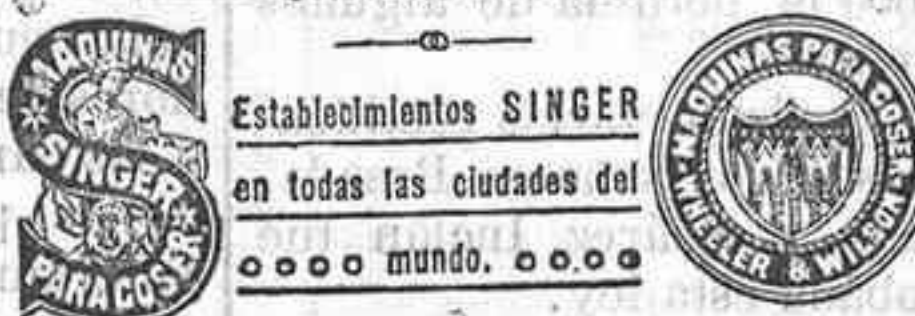 MAQUINAS
SINGER
PARA COSER
Establecimientos SINGER
en todas las ciudades del
mundo.
MAQUINAS PARA COSER
WHEELER & WILSON